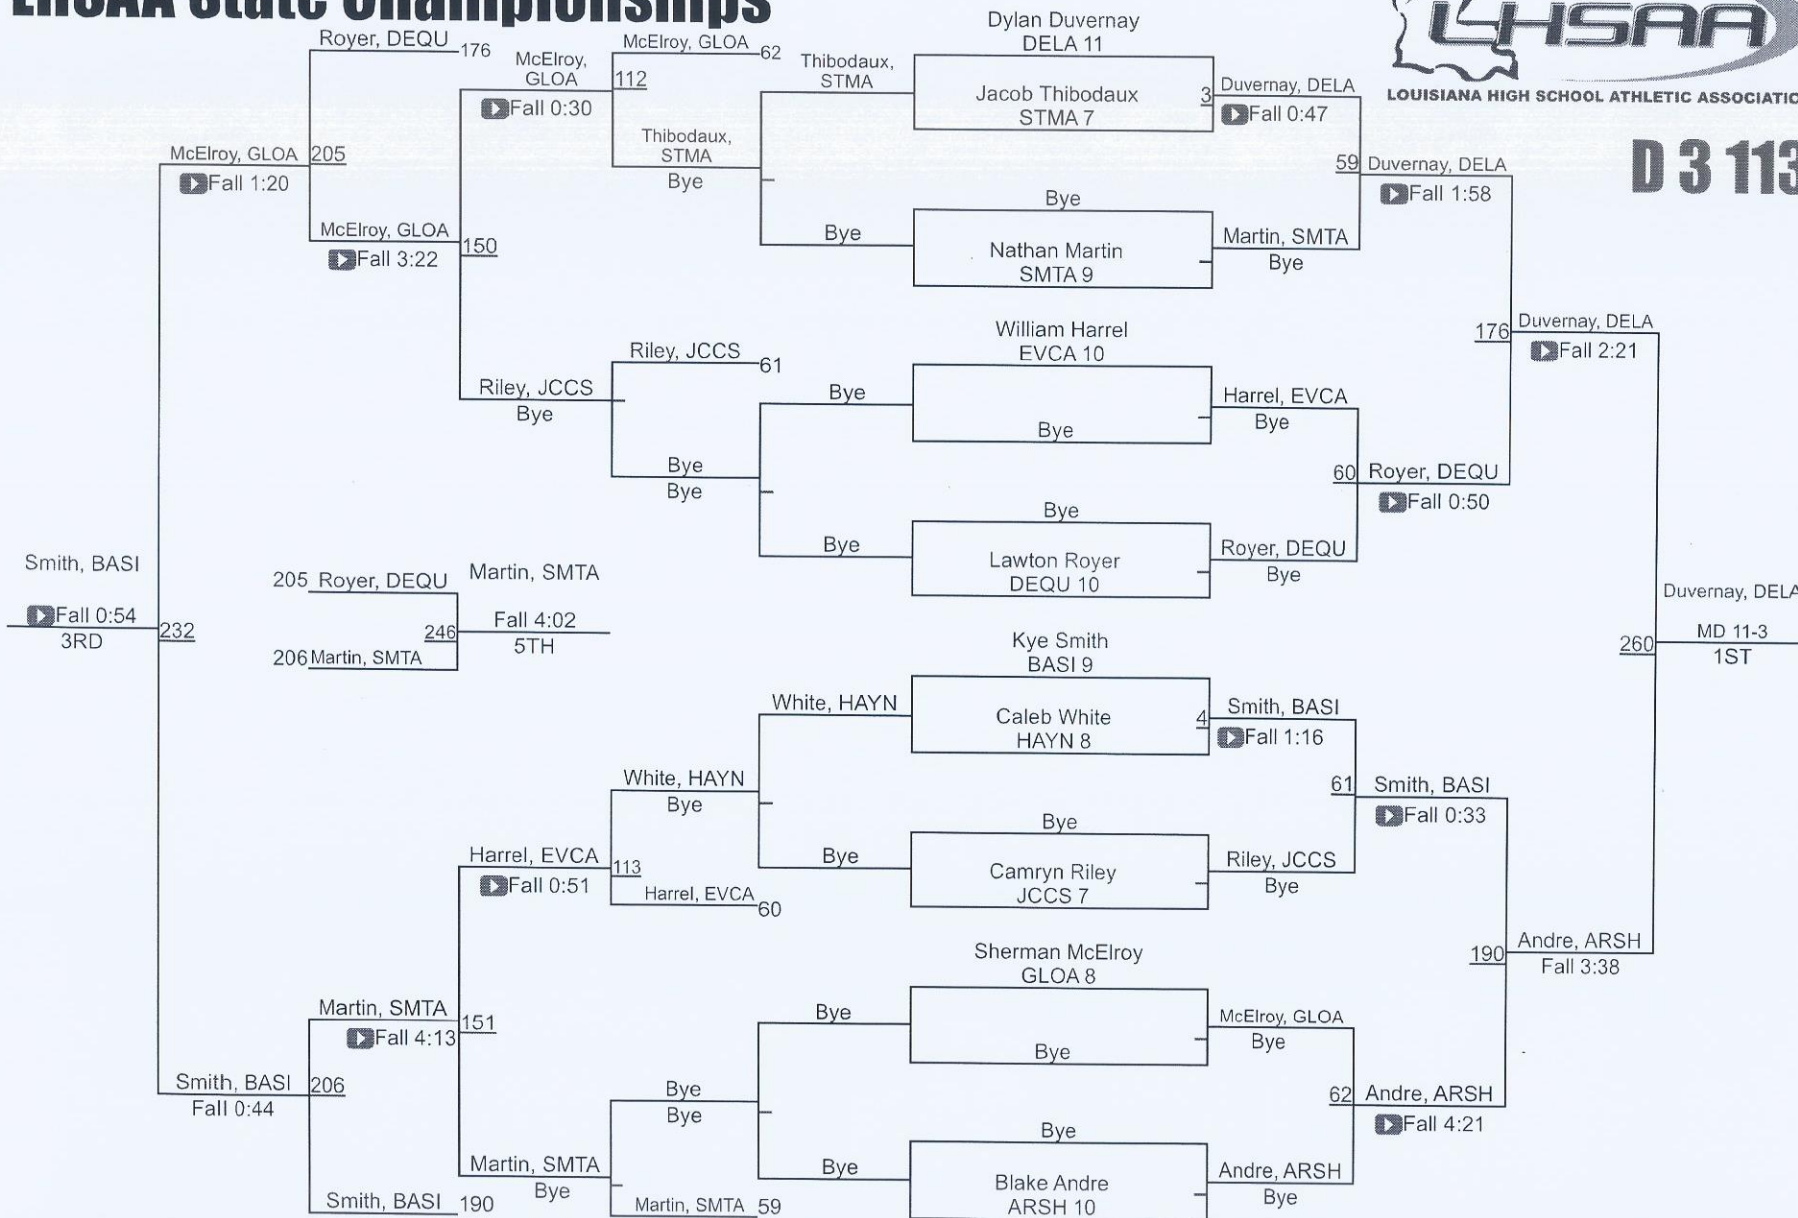 LHSAA State Championships
LHSAA
LOUISIANA HIGH SCHOOL ATHLETIC ASSOCIATIO
D 3 113
Royer, DEQU 176
McElroy, GLOA 205
Fall 1:20
McElroy, GLOA
Fall 3:22
150
McElroy,
GLOA
Fall 0:30
112
McElroy, GLOA 62
Thibodaux,
STMA
Bye
Thibodaux,
STMA
Bye
Riley, JCCS
Bye
Riley, JCCS 61
Bye
Bye
Bye
Bye
Dylan Duvernay
DELA 11
Jacob Thibodaux
STMA 7
3
Duvernay, DELA
Fall 0:47
Bye
Nathan Martin
SMTA 9
Martin, SMTA
Bye
59 Duvernay, DELA
Fall 1:58
William Harrel
EVCA 10
Bye
Harrel, EVCA
Bye
Bye
Lawton Royer
DEQU 10
Royer, DEQU
Bye
60 Royer, DEQU
Fall 0:50
176 Duvernay, DELA
Fall 2:21
Smith, BASI
Fall 0:54
3RD
232
205 Royer, DEQU
206 Martin, SMTA
246
Martin, SMTA
Fall 4:02
5TH
Kye Smith
BASI 9
Caleb White
HAYN 8
4
Smith, BASI
Fall 1:16
Bye
Camryn Riley
JCCS 7
Riley, JCCS
Bye
61 Smith, BASI
Fall 0:33
Sherman McElroy
GLOA 8
Bye
McElroy, GLOA
Bye
Bye
Blake Andre
ARSH 10
Andre, ARSH
Bye
62 Andre, ARSH
Fall 4:21
190 Andre, ARSH
Fall 3:38
Duvernay, DELA
260
MD 11-3
1ST
White, HAYN
Bye
White, HAYN
Bye
Harrel, EVCA
Fall 0:51
113
Harrel, EVCA 60
Martin, SMTA
Fall 4:13
151
Smith, BASI 206
Fall 0:44
Smith, BASI 190
Martin, SMTA
Bye
Bye
Bye
Martin, SMTA 59
Bye
Bye